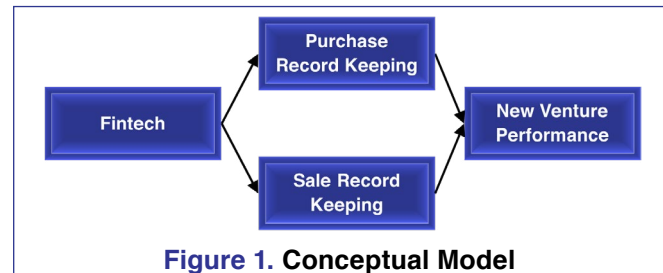 Purchase
Record Keeping
Fintech
New Venture
Performance
Sale Record
Keeping
Figure 1. Conceptual Model